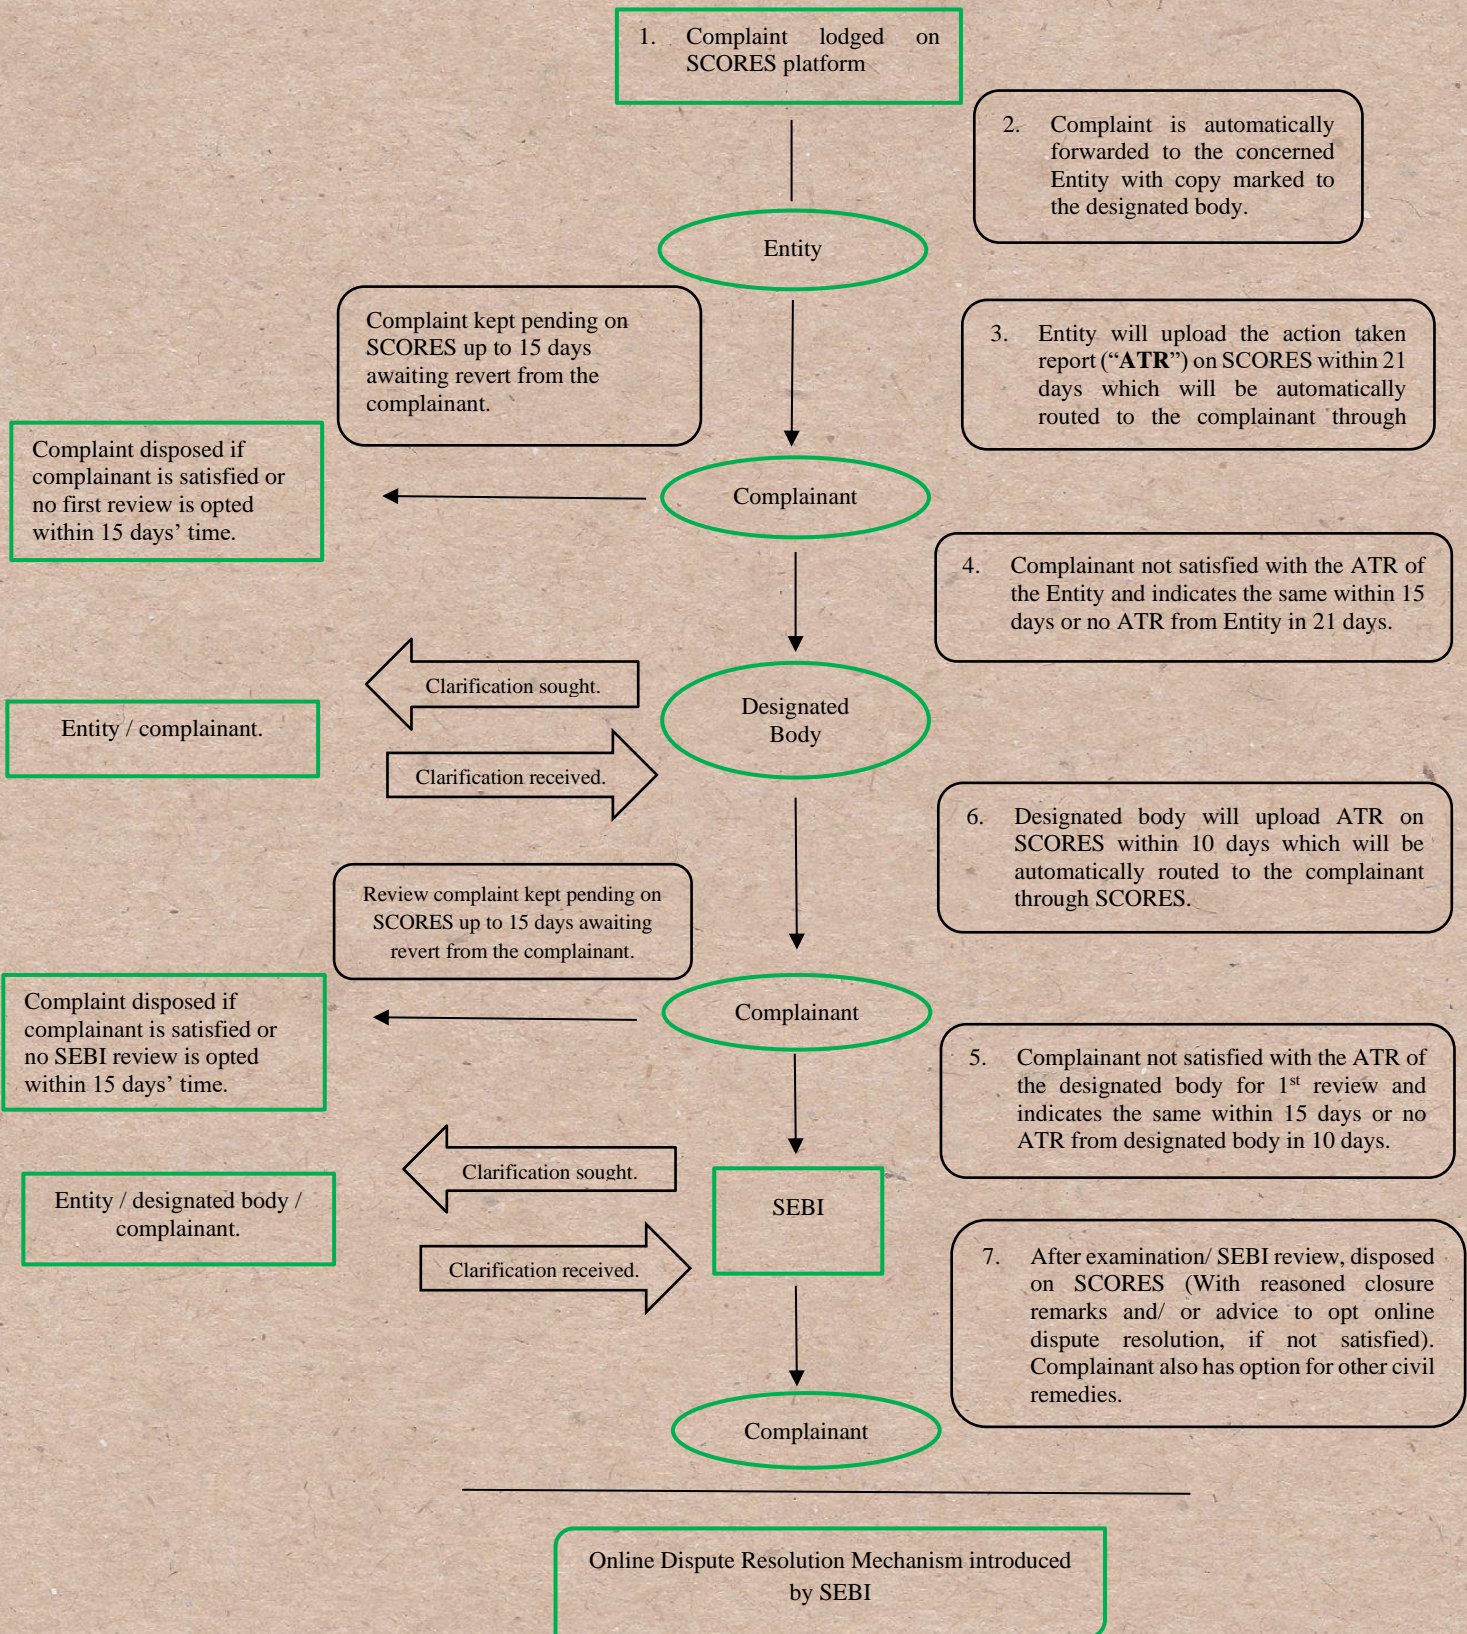 1. Complaint lodged on
SCORES platform
2. Complaint is automatically
forwarded to the concerned
Entity with copy marked to
the designated body.
Entity
Complaint kept pending on
SCORES up to 15 days
awaiting revert from the
complainant.
3. Entity will upload the action taken
report (“ATR”) on SCORES within 21
days which will be automatically
routed to the complainant through
Complaint disposed if
complainant is satisfied or
no first review is opted
within 15 days’ time.
Complainant
4. Complainant not satisfied with the ATR of
the Entity and indicates the same within 15
days or no ATR from Entity in 21 days.
Clarification sought.
Entity / complainant.
Designated
Body
Clarification received.
6. Designated body will upload ATR on
SCORES within 10 days which will be
automatically routed to the complainant
through SCORES.
Review complaint kept pending on
SCORES up to 15 days awaiting
revert from the complainant.
Complaint disposed if
complainant is satisfied or
no SEBI review is opted
within 15 days’ time.
Complainant
5. Complainant not satisfied with the ATR of
the designated body for 1st review and
indicates the same within 15 days or no
ATR from designated body in 10 days.
Clarification sought.
Entity / designated body /
complainant.
SEBI
Clarification received.
7. After examination/ SEBI review, disposed
on SCORES (With reasoned closure
remarks and/ or advice to opt online
dispute resolution, if not satisfied).
Complainant also has option for other civil
remedies.
Complainant
Online Dispute Resolution Mechanism introduced
by SEBI